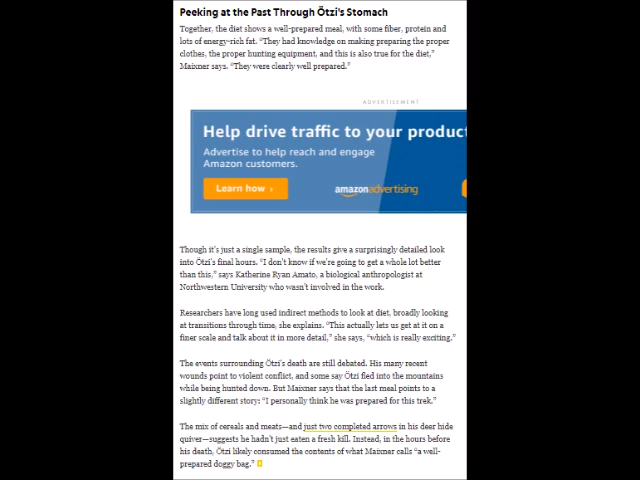 Peeking at the Past Through Ötzi's Stomach
Together, the diet shows a well-prepared meal, with some fiber, protein and
lots of energy-rich fat. “They had knowledge on making preparing the proper
clothes, the proper hunting equipment, and this is also true for the diet,”
Maixner says. “They were clearly well prepared.”
ADVERTISEMENT
Help drive traffic to your product
Advertise to help reach and engage
Amazon customers.
Learn how ›
amazonadvertising
Though it's just a single sample, the results give a surprisingly detailed look
into Ötzi's final hours. “I don't know if we're going to get a whole lot better
than this,” says Katherine Ryan Amato, a biological anthropologist at
Northwestern University who wasn't involved in the work.
Researchers have long used indirect methods to look at diet, broadly looking
at transitions through time, she explains. “This actually lets us get at it on a
finer scale and talk about it in more detail,” she says, “which is really exciting.”
The events surrounding Ötzi's death are still debated. His many recent
wounds point to violent conflict, and some say Ötzi fled into the mountains
while being hunted down. But Maixner says that the last meal points to a
slightly different story: “I personally think he was prepared for this trek.”
The mix of cereals and meats—and just two completed arrows in his deer hide
quiver—suggests he hadn't just eaten a fresh kill. Instead, in the hours before
his death, Ötzi likely consumed the contents of what Maixner calls “a well-
prepared doggy bag.”